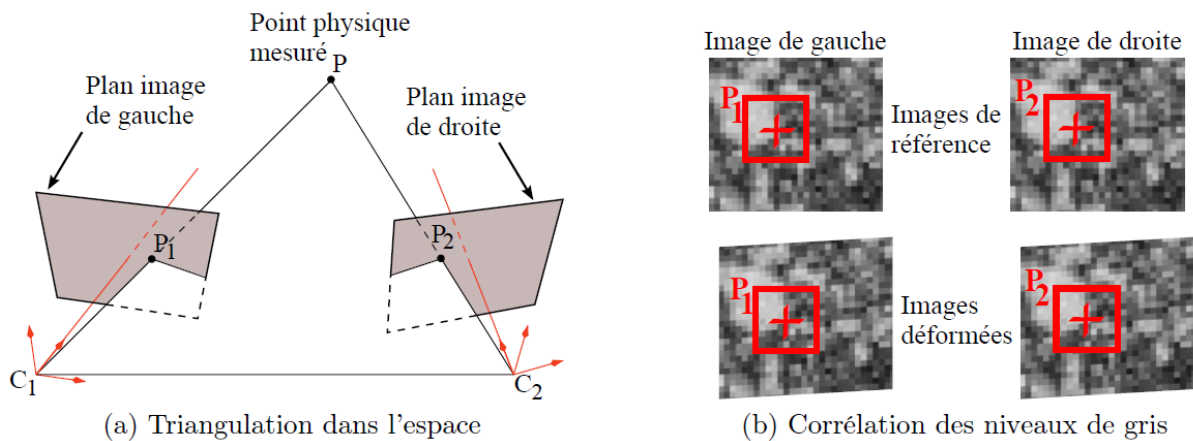 Point physique
mesuré
P
Plan image
de gauche
Plan image
de droite
P1
P2
C1
C2
(a) Triangulation dans l'espace
Image de gauche
Image de droite
P1
P2
Images de
référence
P1
P2
Images
déformées
(b) Corrélation des niveaux de gris